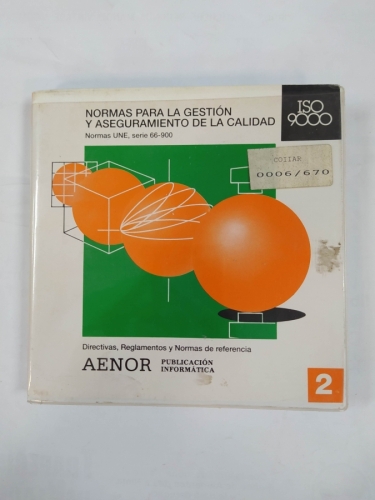 NORMAS PARA LA GESTIÓN
Y ASEGURAMIENTO DE LA CALIDAD
Normas UNE, serie 66-900
ISO
9000
COIIAR
0006/670
Directivas, Reglamentos y Normas de referencia
AENOR PUBLICACIÓN
INFORMÁTICA
2